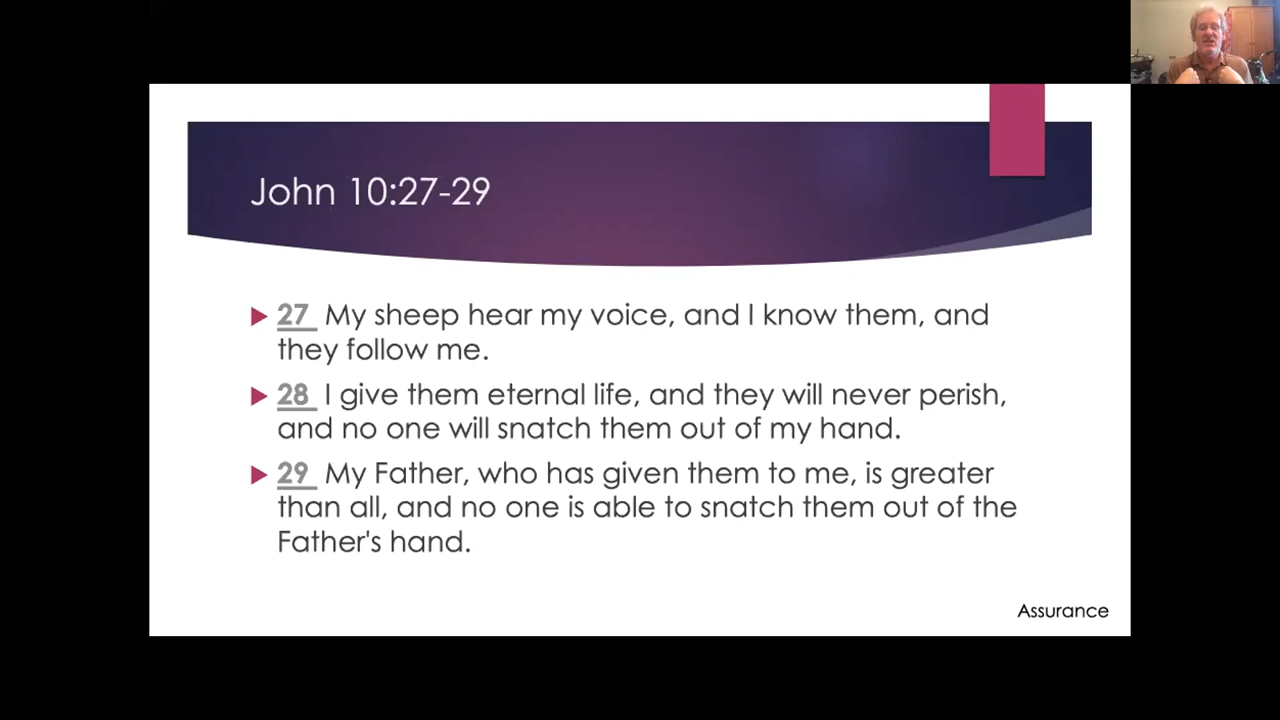 John 10:27-29
27 My sheep hear my voice, and I know them, and
they follow me.
28 I give them eternal life, and they will never perish,
and no one will snatch them out of my hand.
29 My Father, who has given them to me, is greater
than all, and no one is able to snatch them out of the
Father's hand.
Assurance